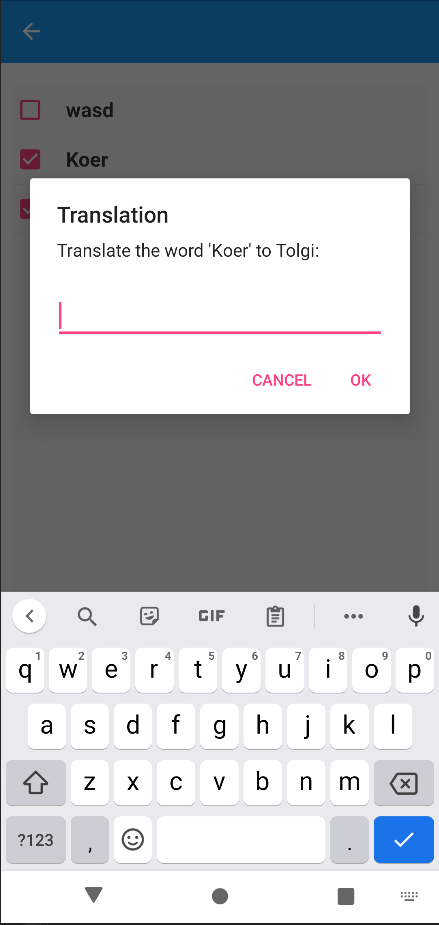 wasd
Koer
Translation
Translate the word 'Koer' to Tolgi:
CANCEL OK
GIF
1 2 3 4 5 6 7 8 9 0
q w e r t y u i o p
a s d f g h j k l
z x c v b n m
?123 , .